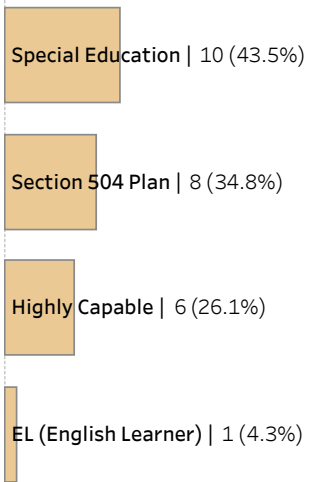 Special Education | 10 (43.5%)
Section 504 Plan | 8 (34.8%)
Highly Capable | 6 (26.1%)
EL (English Learner) | 1 (4.3%)